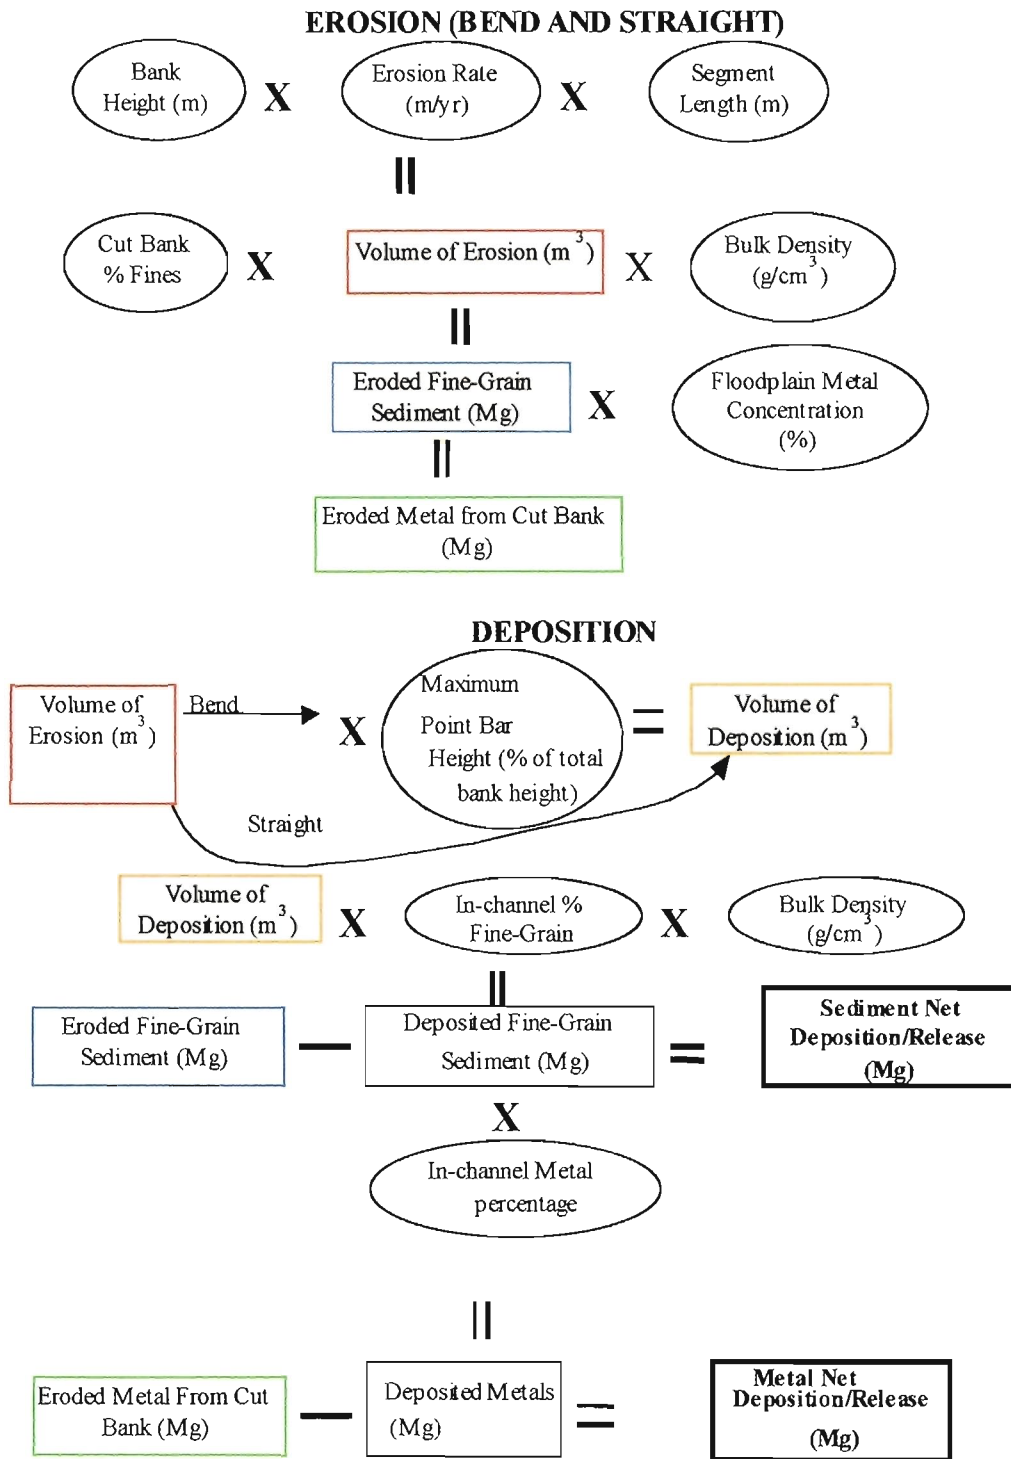 EROSION (BEND AND STRAIGHT)
Bank
Height (m)
X
Erosion Rate
(m/yr)
X
Segment
Length (m)
=
Cut Bank
% Fines
X
Volume of Erosion (m³)
X
Bulk Density
(g/cm³)
=
Eroded Fine-Grain
Sediment (Mg)
X
Floodplain Metal
Concentration
(%)
=
Eroded Metal from Cut Bank
(Mg)
DEPOSITION
Volume of
Erosion (m³)
Bend
X
Maximum
Point Bar
Height (% of total
bank height)
=
Volume of
Deposition (m³)
Straight
Volume of
Deposition (m³)
X
In-channel %
Fine-Grain
X
Bulk Density
(g/cm³)
=
Eroded Fine-Grain
Sediment (Mg)
—
Deposited Fine-Grain
Sediment (Mg)
=
Sediment Net
Deposition/Release
(Mg)
X
In-channel Metal
percentage
=
Eroded Metal From Cut
Bank (Mg)
—
Deposited Metals
(Mg)
=
Metal Net
Deposition/Release
(Mg)